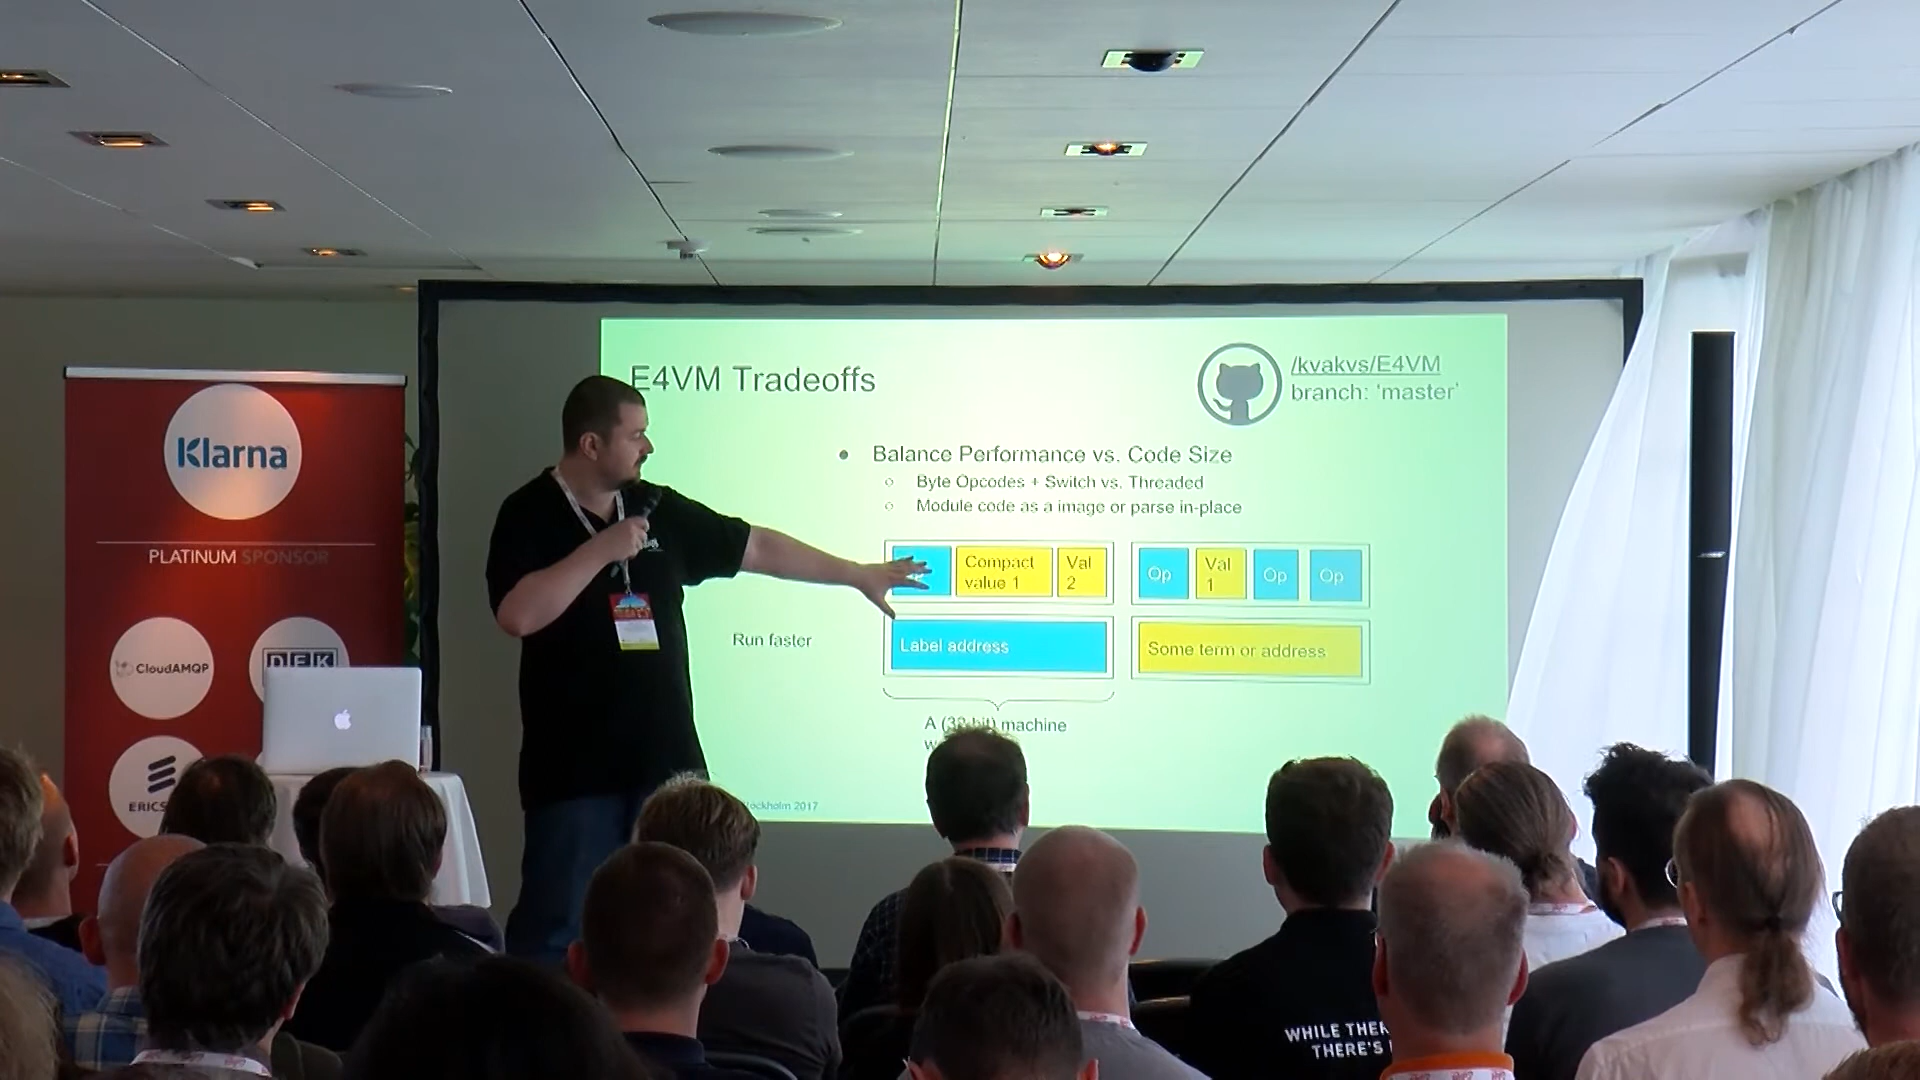 Klarna
PLATINUM SPONSOR
CloudAMQP
E4VM Tradeoffs
/kvakvs/E4VM
branch: 'master'
● Balance Performance vs. Code Size
○ Byte Opcodes + Switch vs. Threaded
○ Module code as a image or parse in-place
Compact
value 1
Val
2
Op
Val
1
Op
Op
Run faster
Label address
Some term or address
A (32-bit) machine
2017
WHILE
THERE'S